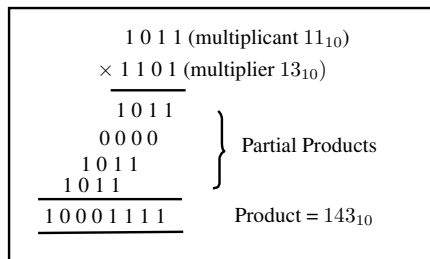 1 0 1 1 (multiplicant 11₁₀)
× 1 1 0 1 (multiplier 13₁₀)
1 0 1 1
0 0 0 0
1 0 1 1
1 0 1 1
Partial Products
1 0 0 0 1 1 1 1 Product = 143₁₀